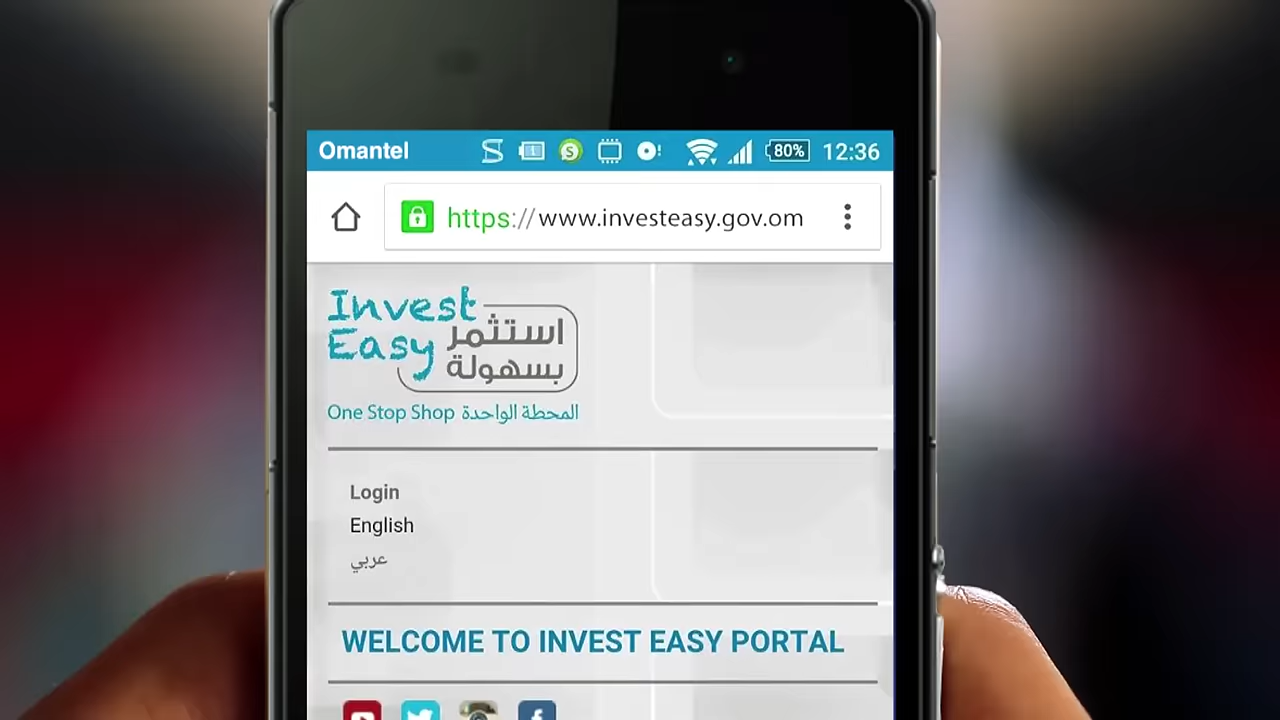 Omantel 80% 12:36
https://www.investeasy.gov.om
Invest
Easy
استثمر
بسهولة
One Stop Shop المحطة الواحدة
Login
English
عربي
WELCOME TO INVEST EASY PORTAL